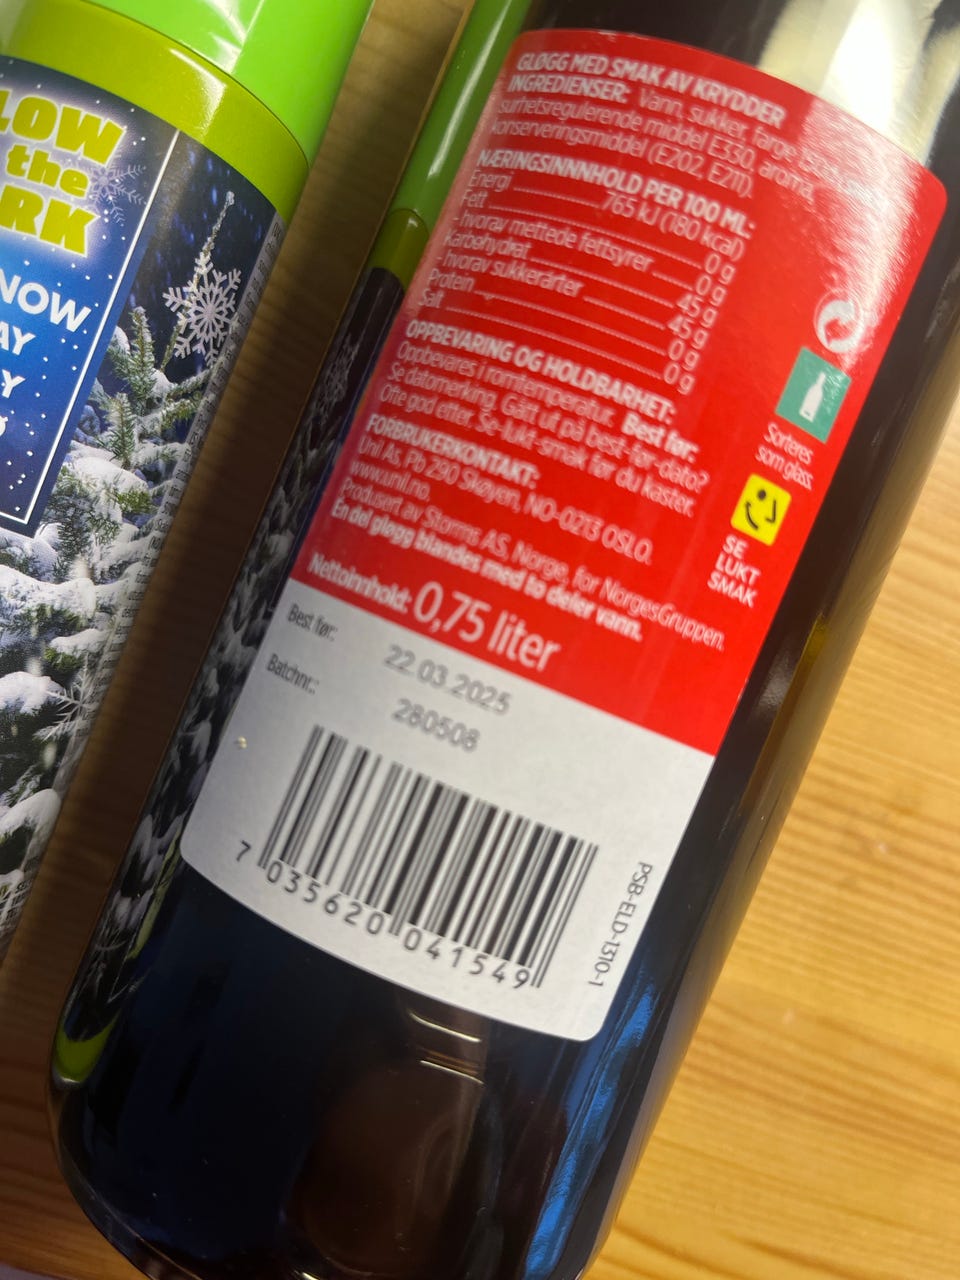 LOW
the
RK
NOW
AY
Y
Ø
GLØGG MED SMAK AV KRYDDER
INGREDIENSER: Vann, sukker, farge
surhetsregulerende middel E330, aroma,
konserveringsmiddel (E202, E211).
NÆRINGSINNNHOLD PER 100 ML:
Energi 765 kJ (180 kcal)
Fett 0 g
- hvorav mettede fettsyrer 0 g
Karbohydrat 45 g
- hvorav sukkerarter 45 g
Protein 0 g
Salt 0 g
OPPBEVARING OG HOLDBARHET:
Oppbevares i romtemperatur. Best før:
Se datomerking. Gått ut på best-før-dato?
Ofte god etter. Se-lukt-smak før du kaster.
FORBRUKERKONTAKT:
Unil As, Pb 290 Skøyen, NO-0213 OSLO.
www.unil.no.
Produsert av Storms AS, Norge, for NorgesGruppen.
En del gløgg blandes med to deler vann.
Nettoinnhold: 0,75 liter
Sorteres
som glass.
SE
LUKT
SMAK
Best før: 22.03.2025
Batchnr.: 280508
7 035620 041549
PSB-ELD-1310-1